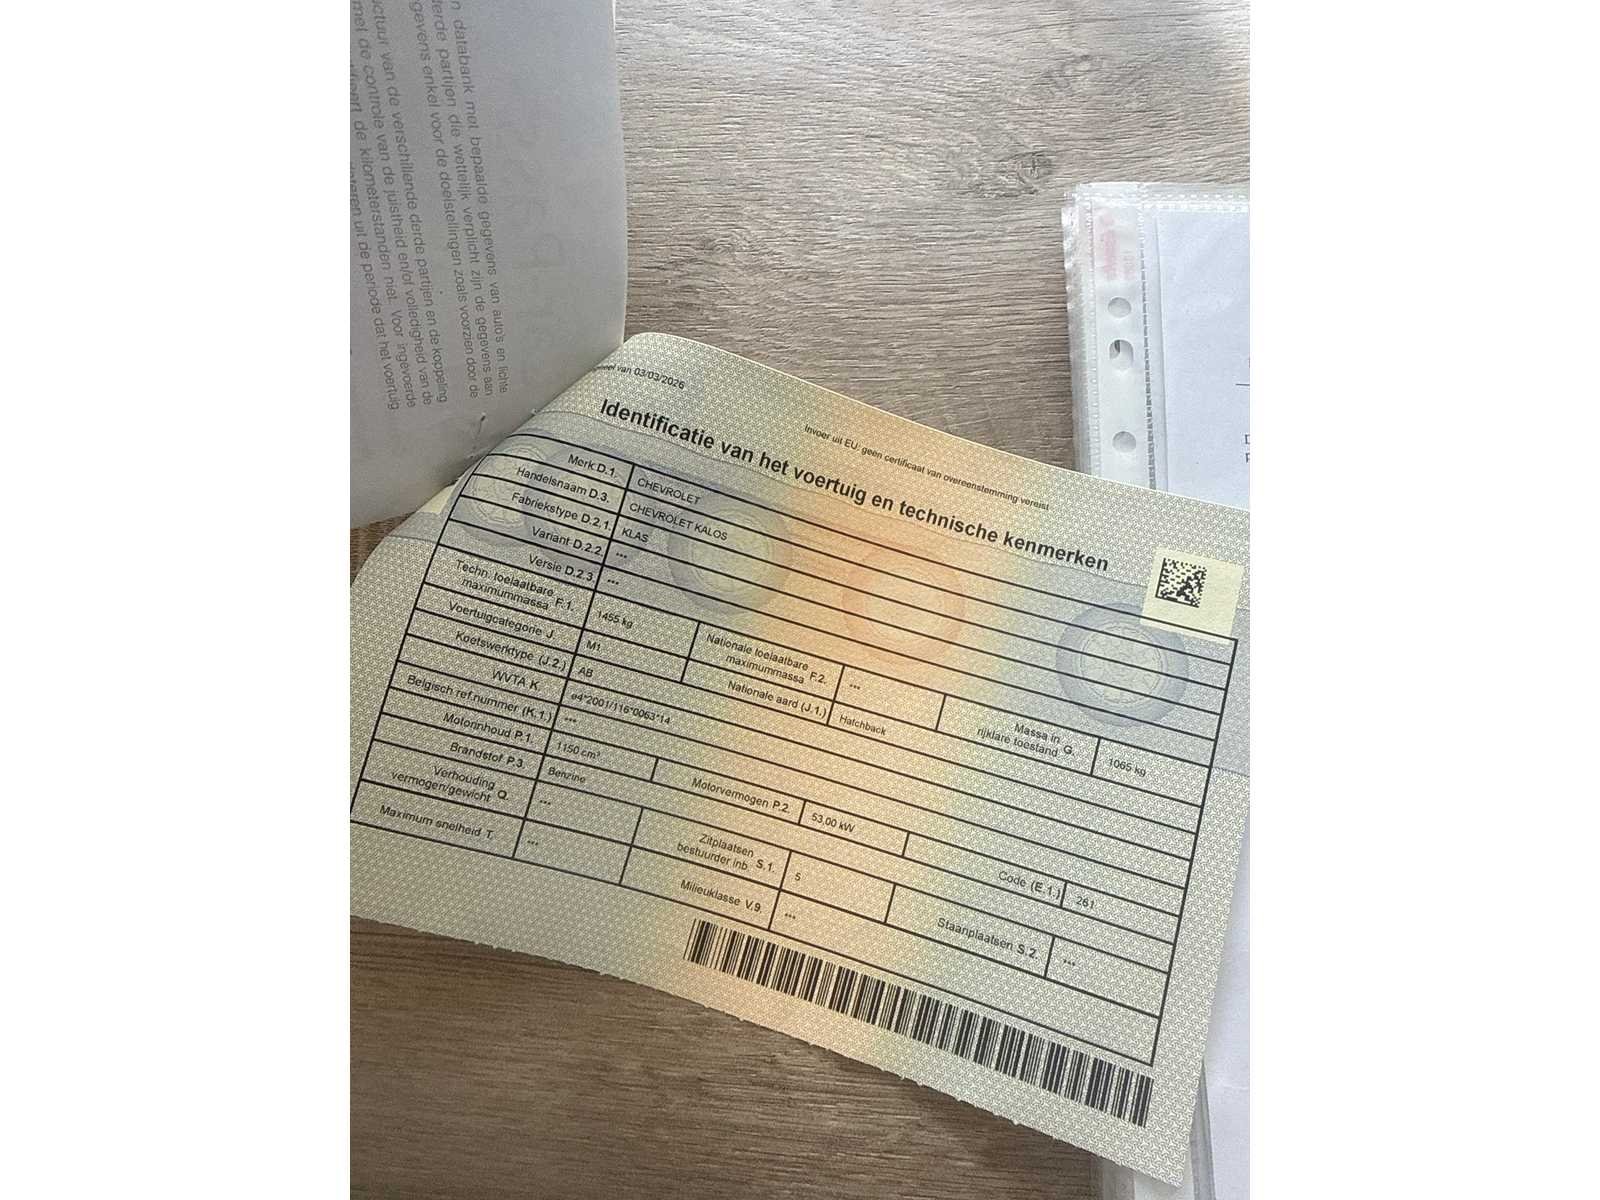 n databank met bepaalde gegevens van auto's en lichte
derde partijen die wettelijk verplicht zijn de gegevens aan
gevens enkel voor de doelstellingen zoals voorzien door de
uctuur van de verschillende derde partijen en de koppeling
met de controle van de juistheid en/of volledigheid van de
de kilometerstanden niet. Voor ingevoerde
uit de periode dat het voertuig
van 03/03/2026
Invoer uit EU: geen certificaat van overeenstemming vereist
Identificatie van het voertuig en technische kenmerken
Merk D.1. CHEVROLET
Handelsnaam D.3. CHEVROLET KALOS
Fabriekstype D.2.1. KLAS
Variant D.2.2. ***
Versie D.2.3. ***
Techn. toelaatbare maximummassa F.1. 1455 kg Nationale toelaatbare maximummassa F.2. *** Massa in rijklare toestand G. 1065 kg
Voertuigcategorie J. M1 Nationale aard (J.1.) Hatchback
Koetswerktype (J.2.) AB
WVTA K. e4*2001/116*0063*14
Belgisch ref.nummer (K.1.) ***
Motorinhoud P.1. 1150 cm³ Motorvermogen P.2. 53,00 kW
Brandstof P.3. Benzine Code (E.1.) 261
Verhouding vermogen/gewicht Q. *** Zitplaatsen bestuurder inb. S.1. 5 Staanplaatsen S.2. ***
Maximum snelheid T. *** Milieuklasse V.9. ***